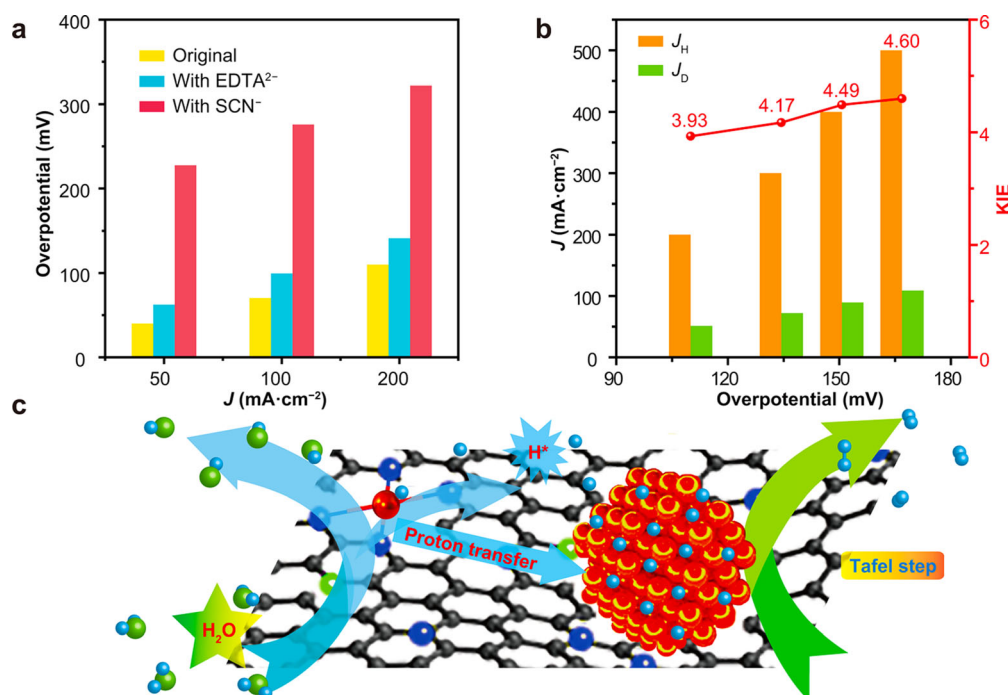 a
400
300
200
100
0
Overpotential (mV)
Original
With EDTA²⁻
With SCN⁻
50
100
200
J (mA·cm⁻²)
b
500
400
300
200
100
0
J (mA·cm⁻²)
J_H
J_D
3.93
4.17
4.49
4.60
6
4
2
0
KIE
90
120
150
180
Overpotential (mV)
c
H*
Proton transfer
Tafel step
H₂O